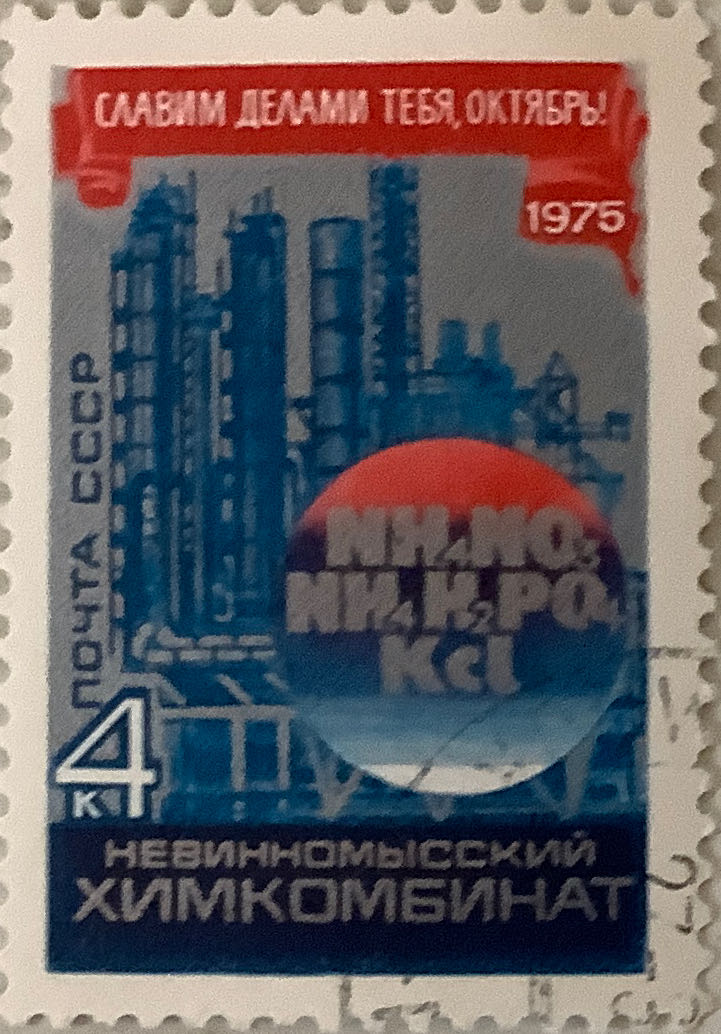 СЛАВИМ ДЕЛАМИ ТЕБЯ, ОКТЯБРЬ!
1975
ПОЧТА СССР
NH₄NO₃
NH₄H₂PO₄
KCl
4
К
НЕВИННОМЫССКИЙ
ХИМКОМБИНАТ